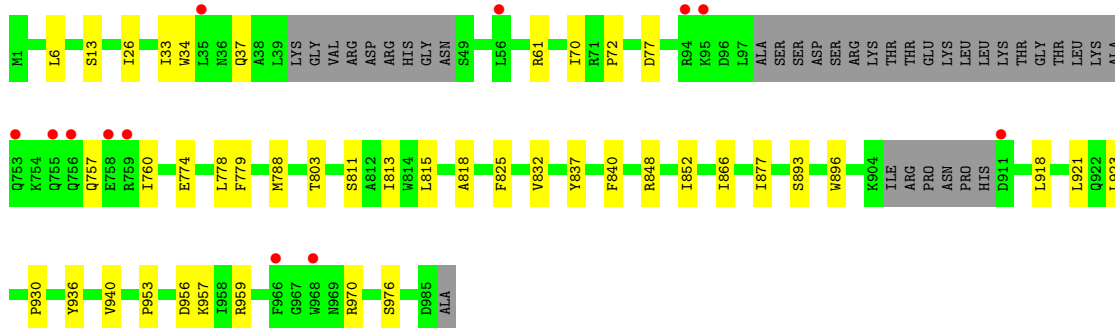 M1 L6 S13 I26 I33 W34 L35 N36 Q37 A38 L39 LYS GLY VAL ARG ASP ARG HIS GLY ASN S49 L56 R61 I70 R71 P72 D77 R94 K95 D96 L97 ALA SER SER ASP SER ARG LYS THR THR GLU LYS LEU LEU LYS THR GLY THR THR LEU LYS ALA
Q753 K754 Q755 Q756 Q757 E758 R759 I760 E774 L778 F779 M788 T803 S811 A812 I813 W814 L815 A818 F825 V832 Y837 F840 R848 I852 I866 I877 S893 W896 K904 ILE ARG PRO ASN PRO HIS D911 L918 L921 Q922 L923
P930 Y936 V940 P953 D956 K957 I958 R959 F966 G967 W968 N969 R970 S976 D985 ALA